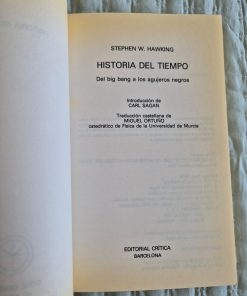 STEPHEN W. HAWKING
HISTORIA DEL TIEMPO
Del big bang a los agujeros negros
Introducción de
CARL SAGAN
Traducción castellana de
MIGUEL ORTUÑO
catedrático de Física de la Universidad de Murcia
EDITORIAL CRÍTICA
BARCELONA